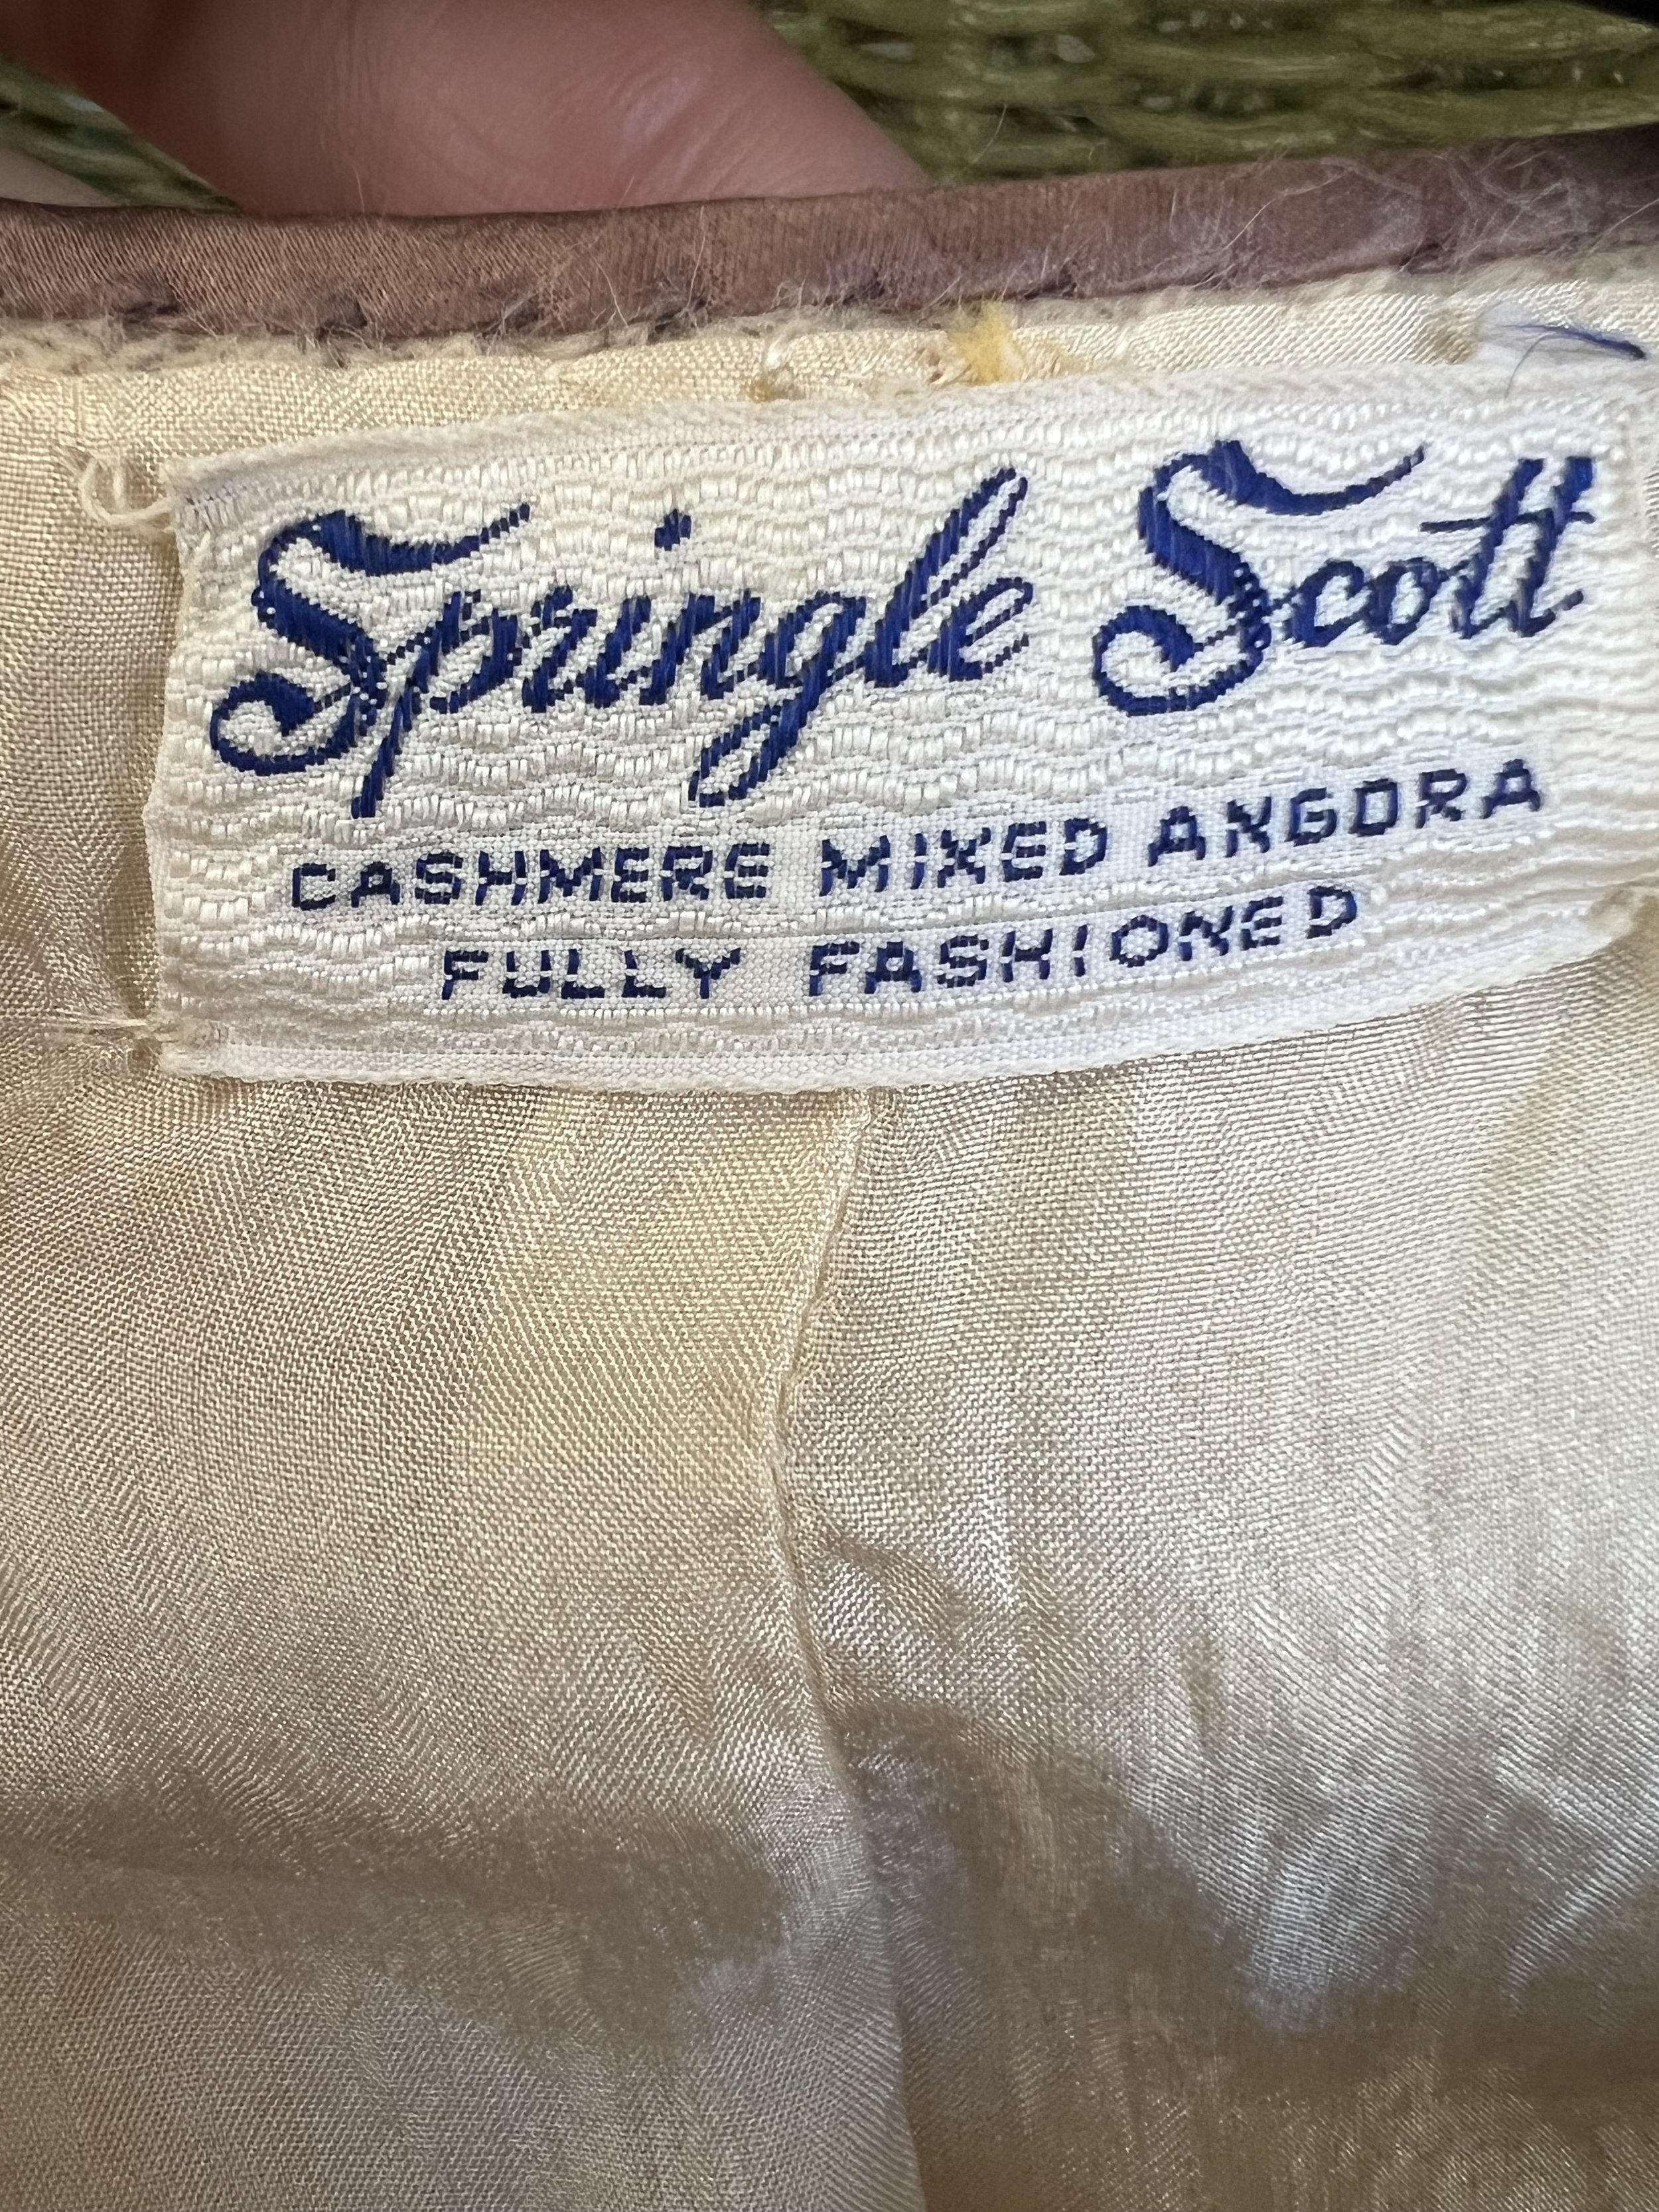 Springle Scott
CASHMERE MIXED ANGORA
FULLY FASHIONED